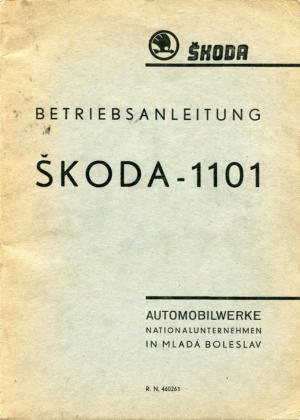 ŠKODA
BETRIEBSANLEITUNG
ŠKODA-1101
AUTOMOBILWERKE
NATIONALUNTERNEHMEN
IN MLADÁ BOLESLAV
R. N. 460261